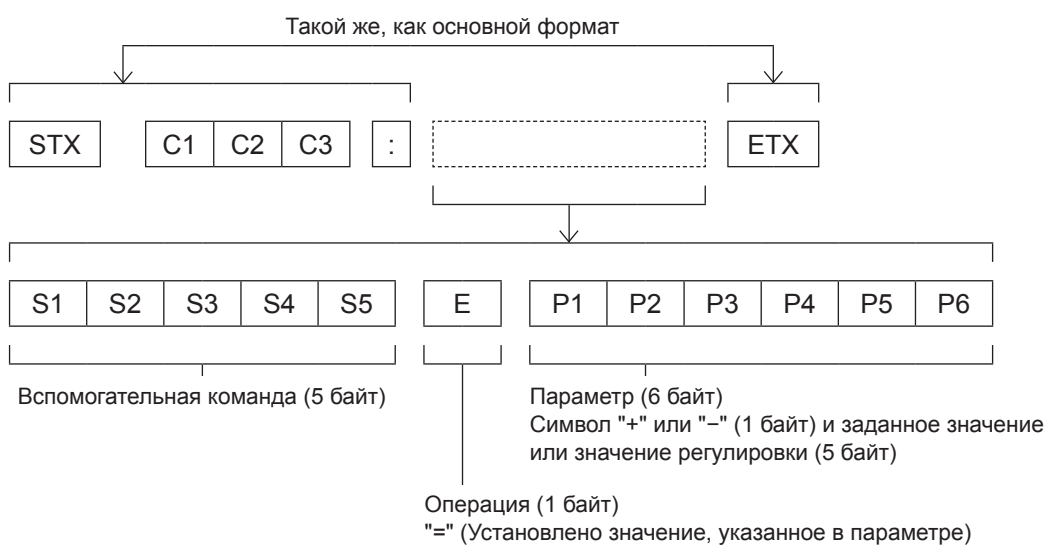 Такой же, как основной формат
STX C1 C2 C3 : ETX
S1 S2 S3 S4 S5 E P1 P2 P3 P4 P5 P6
Вспомогательная команда (5 байт)
Параметр (6 байт)
Символ "+" или "−" (1 байт) и заданное значение
или значение регулировки (5 байт)
Операция (1 байт)
"=" (Установлено значение, указанное в параметре)